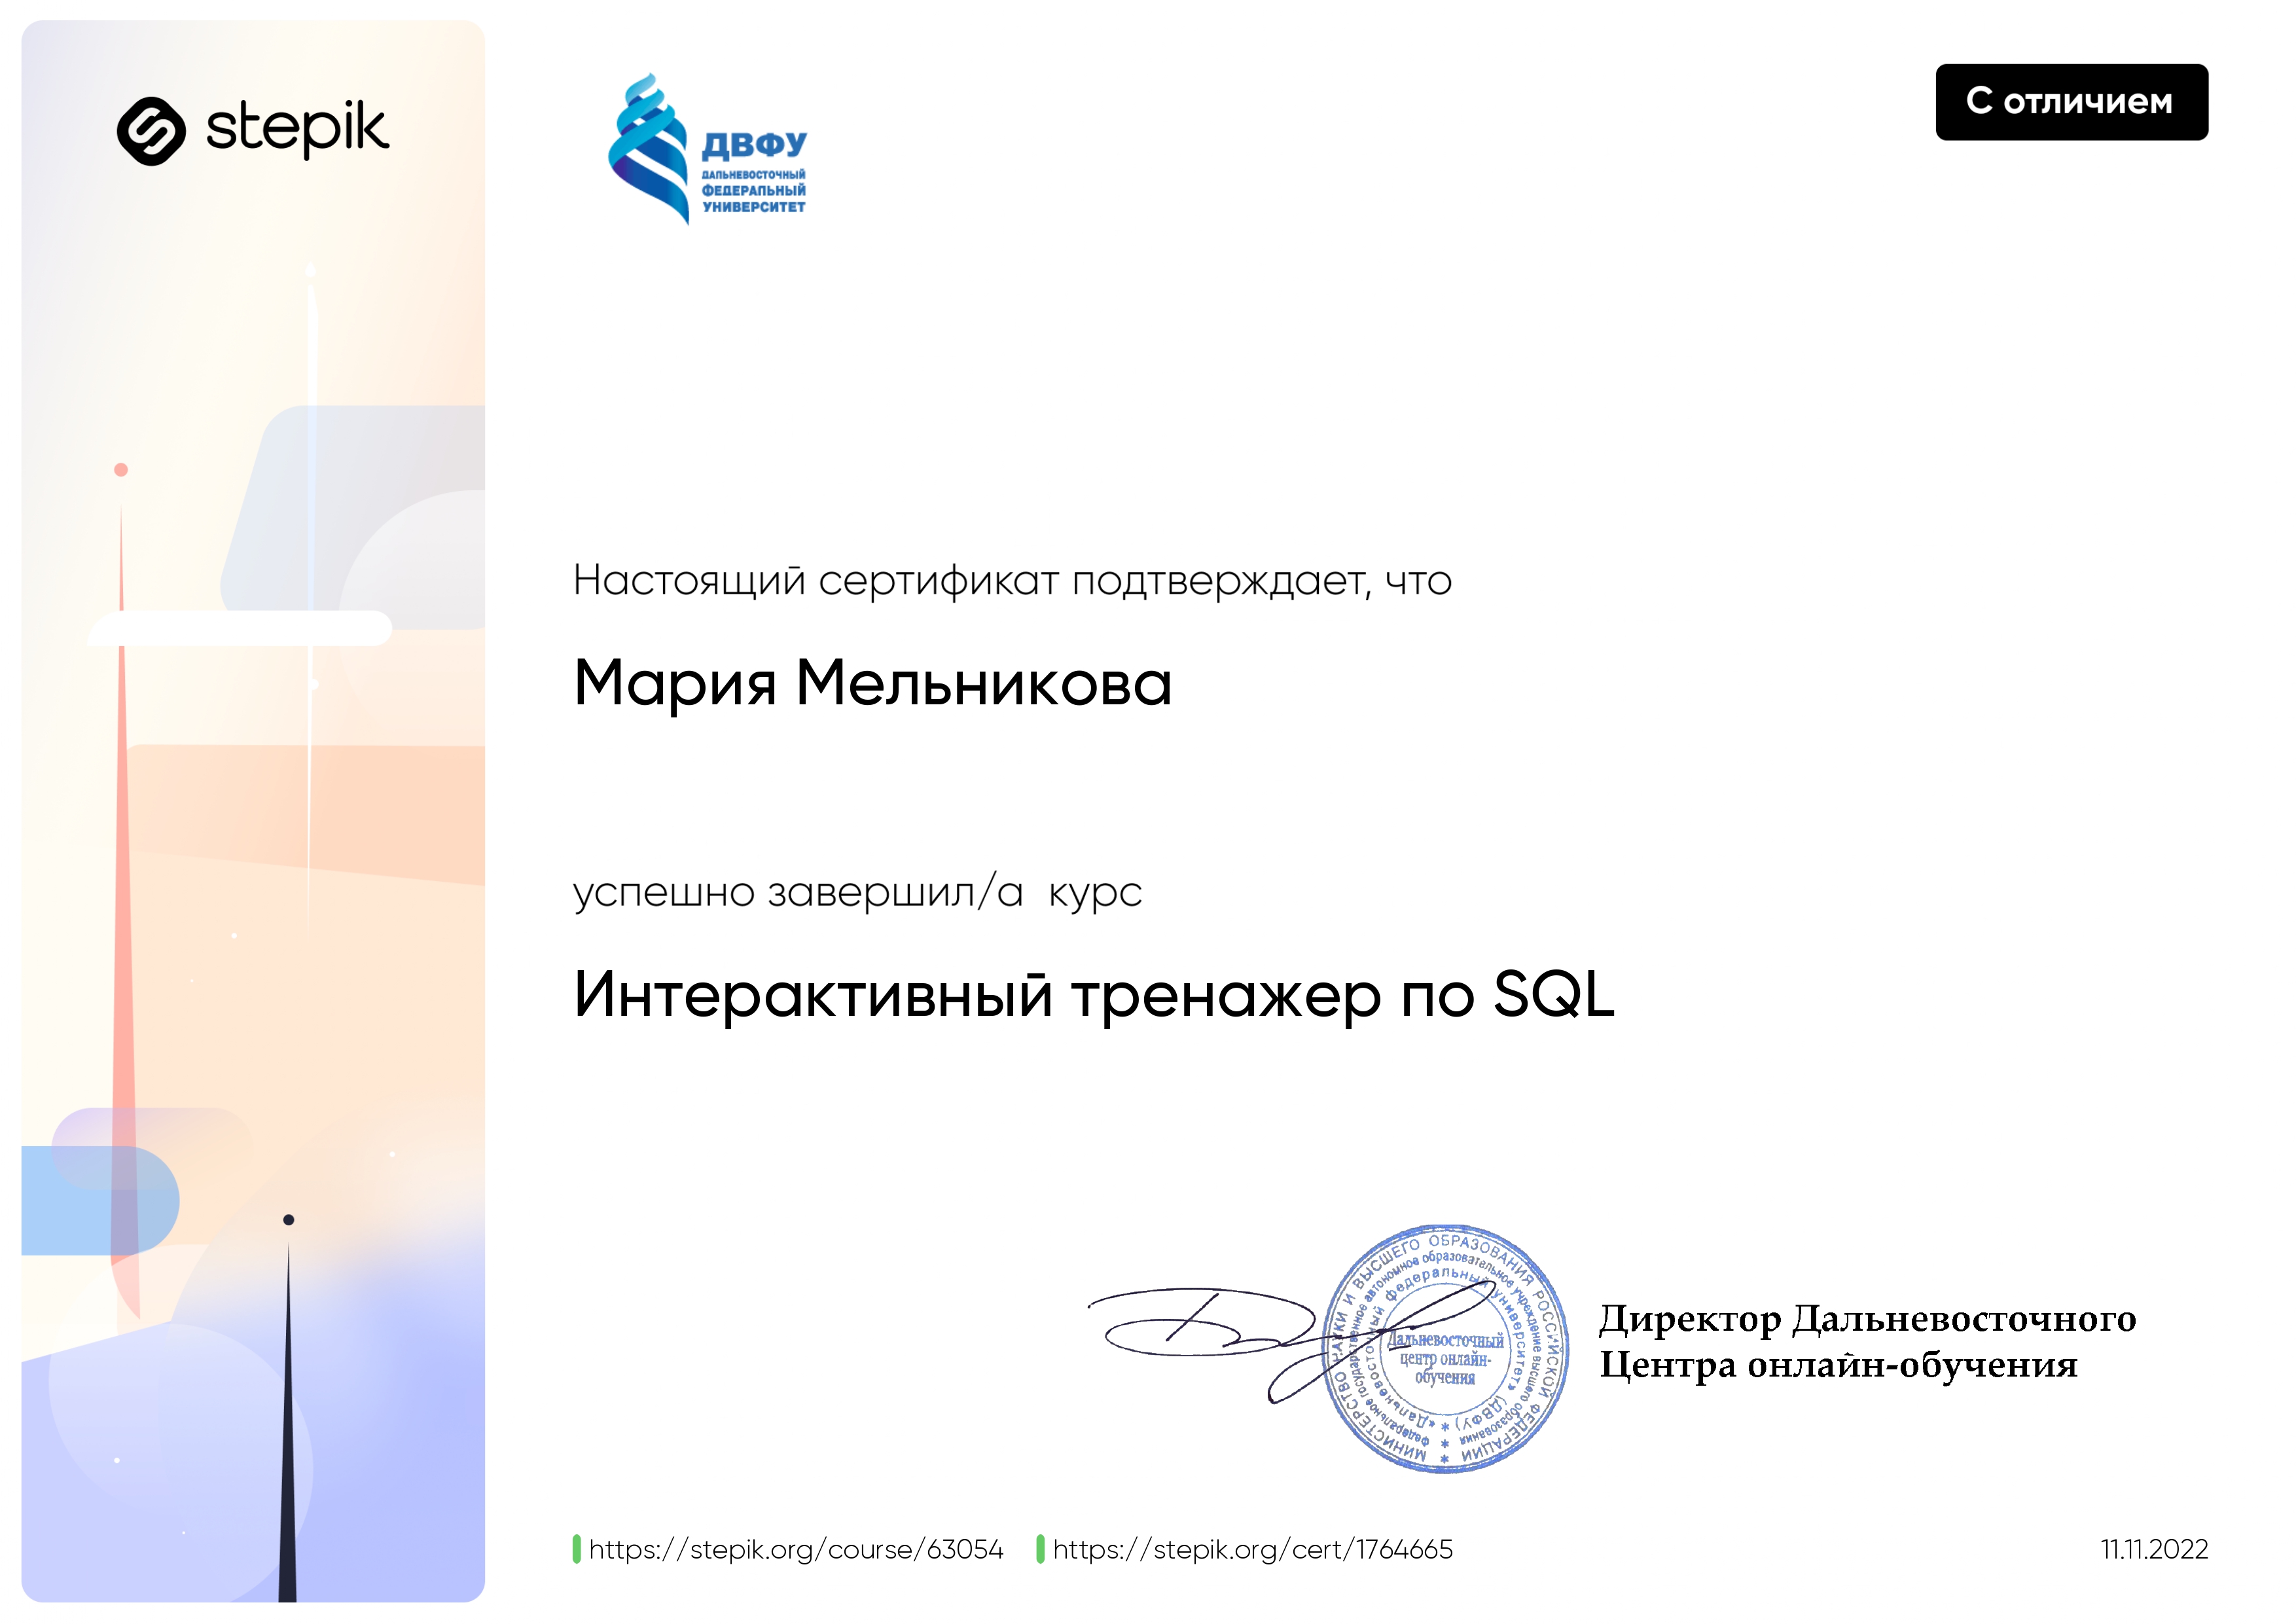 stepik
ДВФУ
ДАЛЬНЕВОСТОЧНЫЙ
ФЕДЕРАЛЬНЫЙ
УНИВЕРСИТЕТ
С отличием
Настоящий сертификат подтверждает, что
Мария Мельникова
успешно завершил/а курс
Интерактивный тренажер по SQL
МИНИСТЕРСТВО НАУКИ И ВЫСШЕГО ОБРАЗОВАНИЯ РОССИЙСКОЙ ФЕДЕРАЦИИ
федеральное государственное автономное образовательное учреждение высшего образования
«Дальневосточный федеральный университет» (ДВФУ)
Дальневосточный
центр онлайн-
обучения
Директор Дальневосточного
Центра онлайн-обучения
https://stepik.org/course/63054
https://stepik.org/cert/1764665
11.11.2022